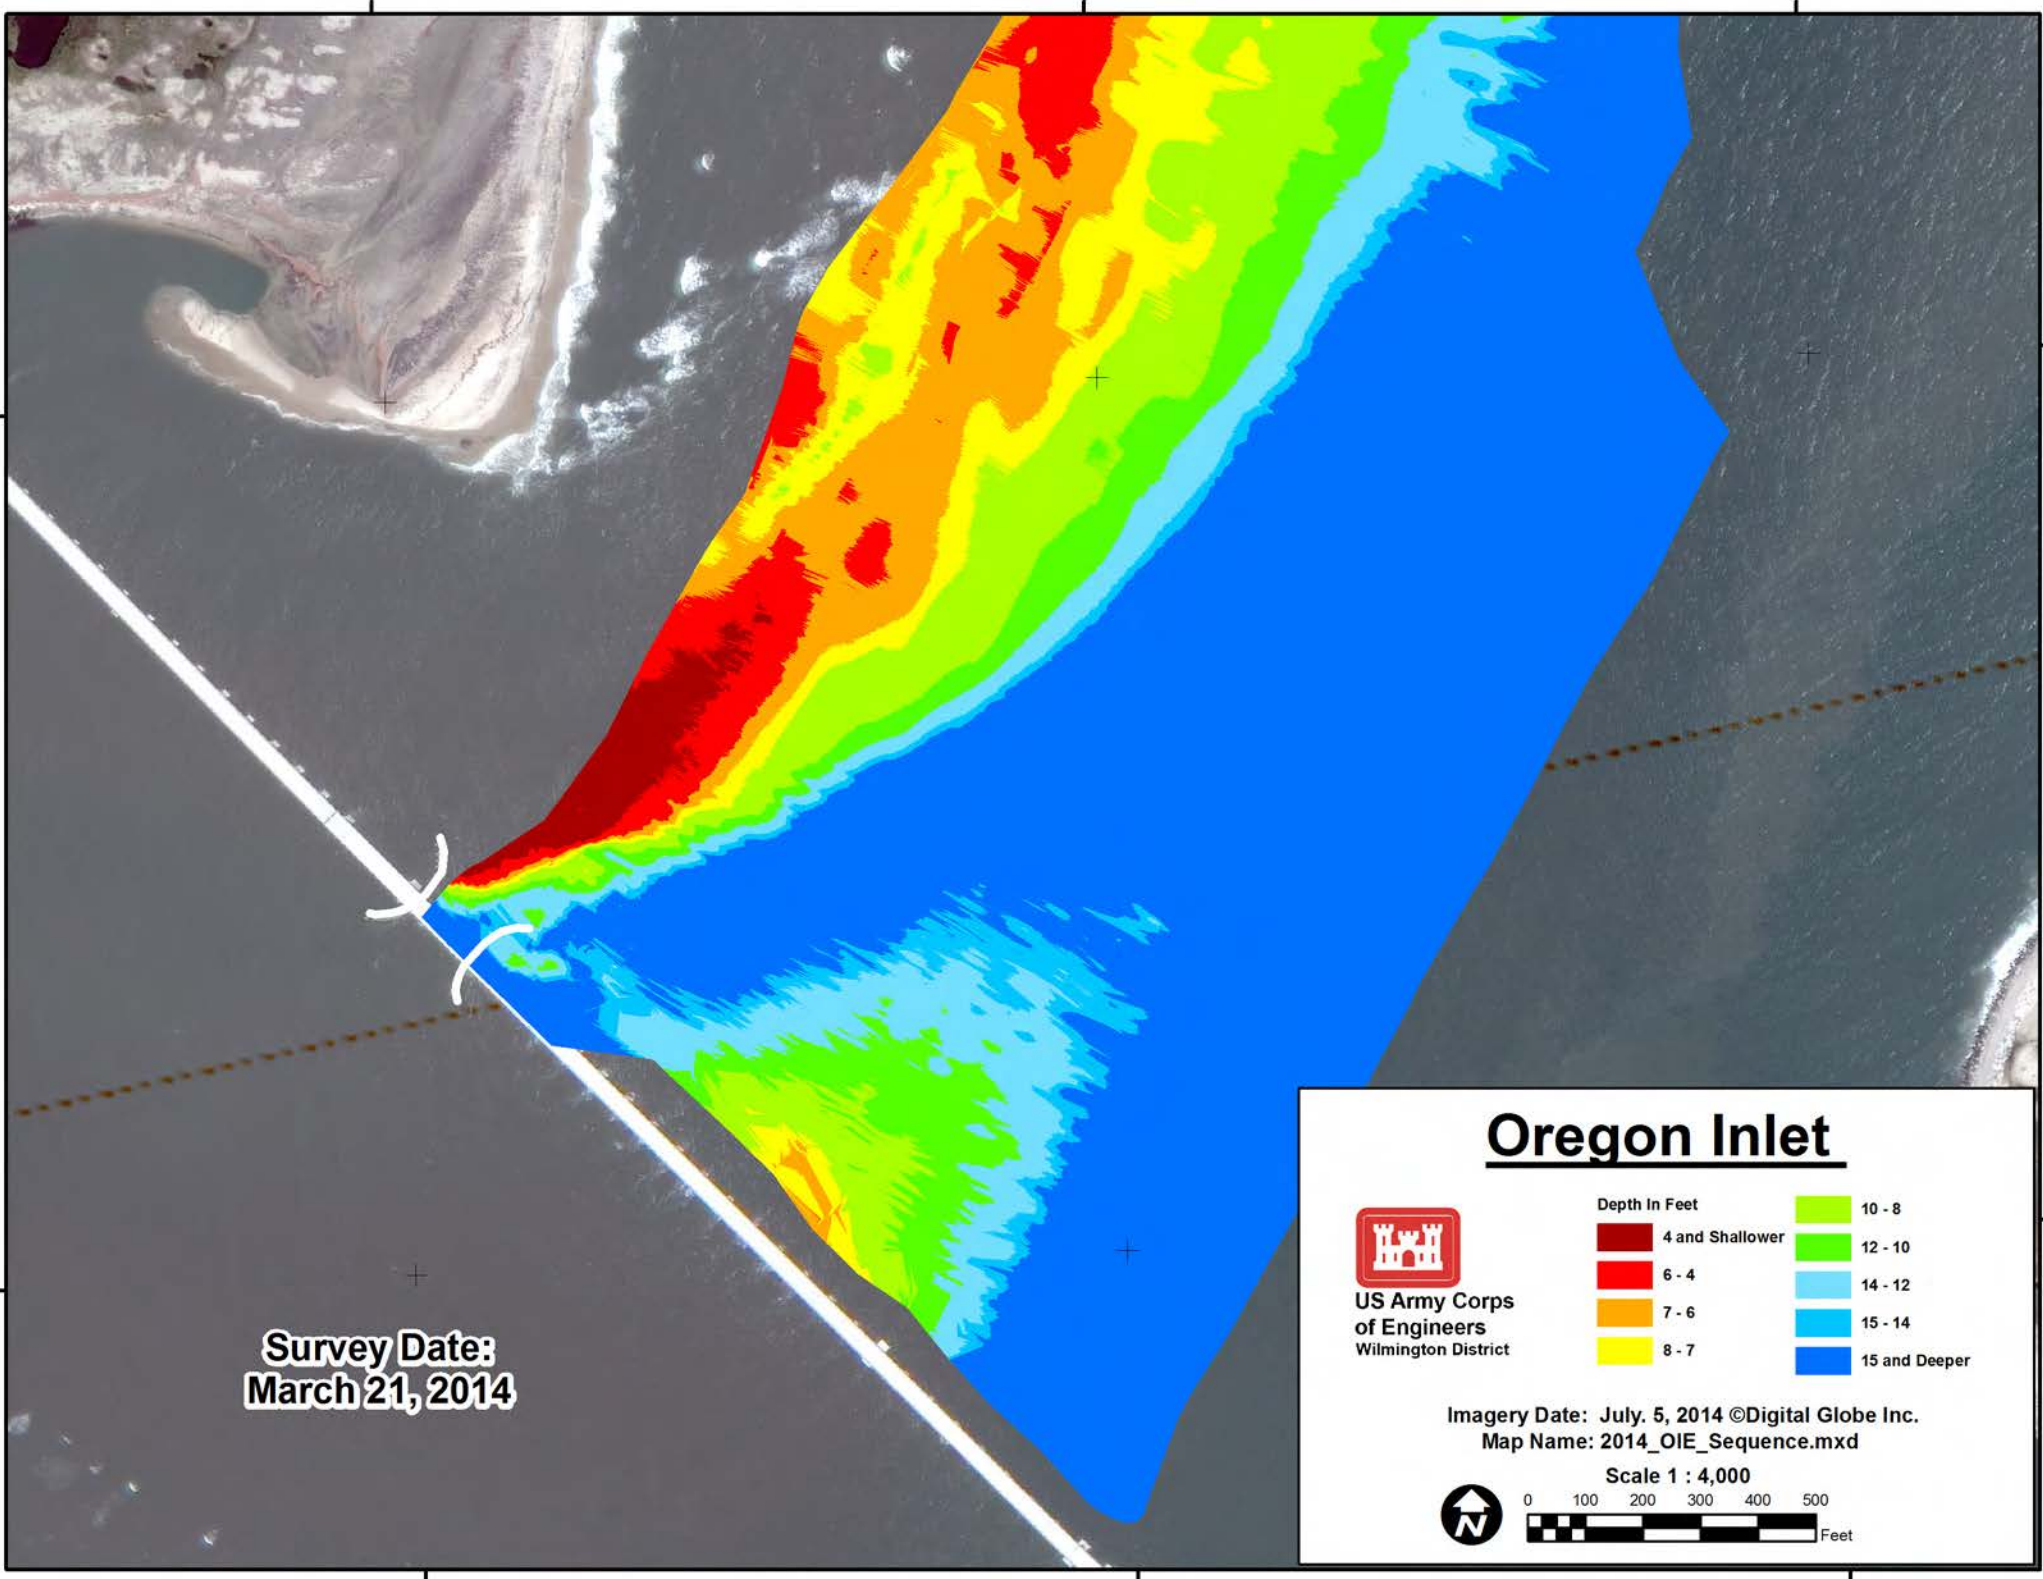 Oregon Inlet
Depth In Feet
4 and Shallower
6 - 4
7 - 6
8 - 7
10 - 8
12 - 10
14 - 12
15 - 14
15 and Deeper
US Army Corps
of Engineers
Wilmington District
Imagery Date: July. 5, 2014 ©Digital Globe Inc.
Map Name: 2014_OIE_Sequence.mxd
Scale 1 : 4,000
N
0 100 200 300 400 500
Feet
Survey Date:
March 21, 2014